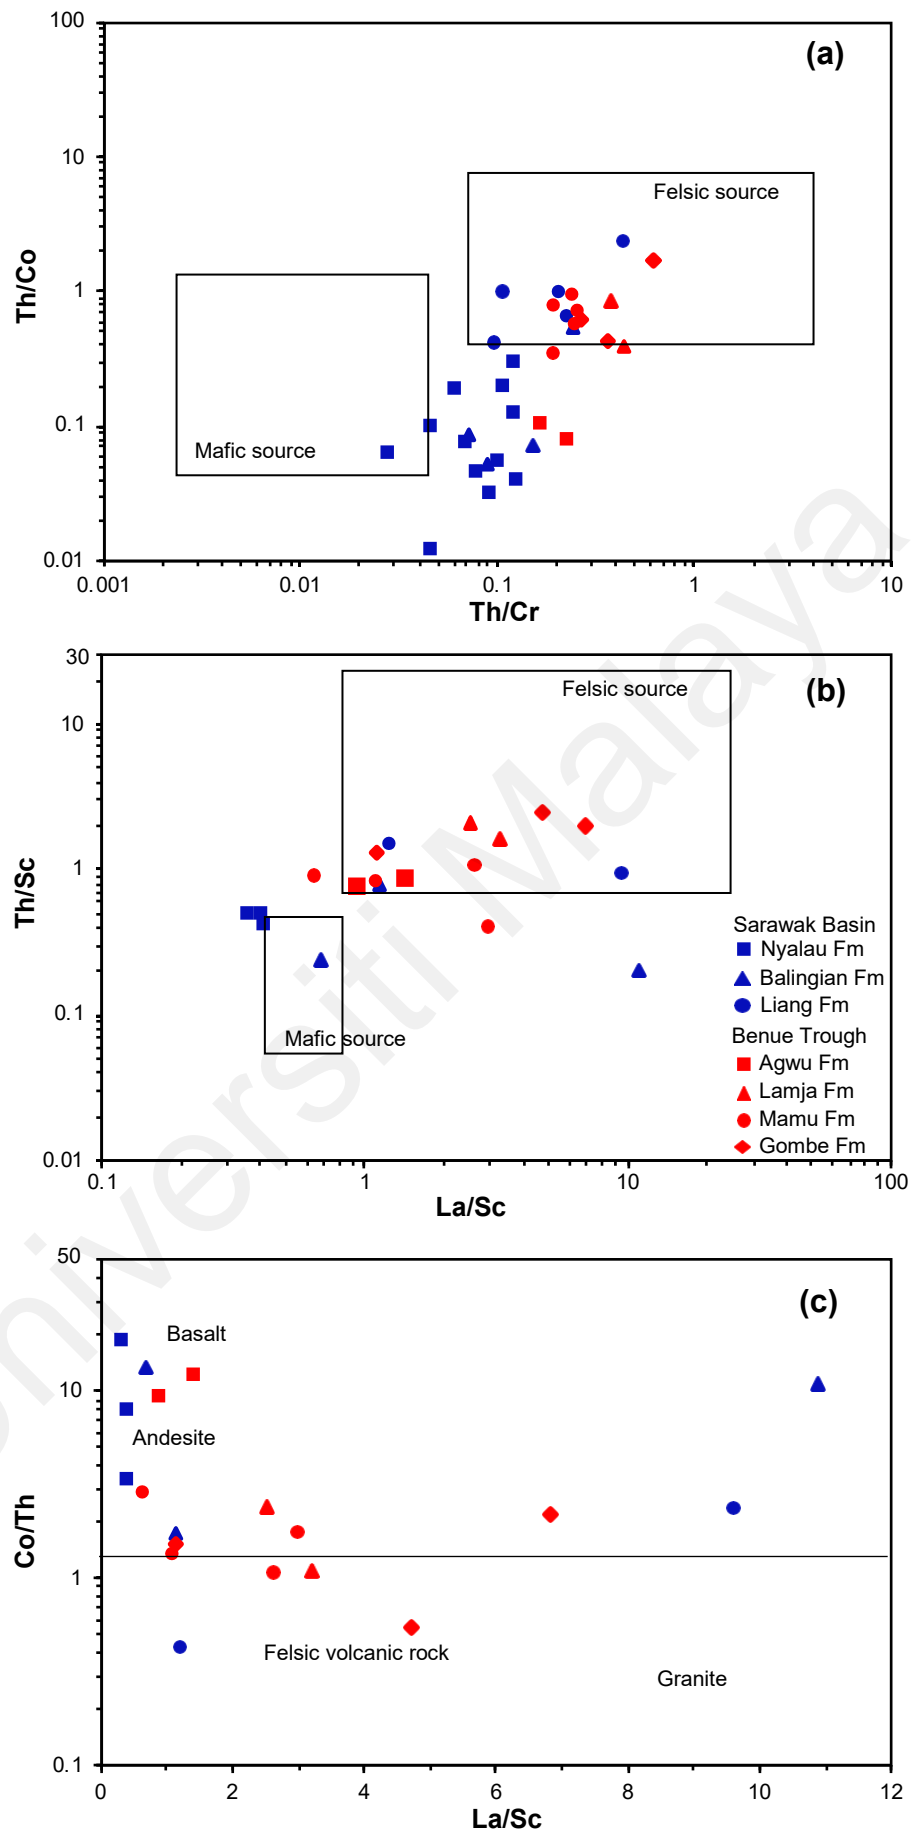 100
(a)
Felsic source
10
Th/Co
1
Mafic source
0.1
0.01
0.001
0.01
0.1
1
10
Th/Cr
30
(b)
Felsic source
10
Th/Sc
1
Sarawak Basin
Nyalau Fm
Balingian Fm
Liang Fm
0.1
Mafic source
Benue Trough
Agwu Fm
Lamja Fm
Mamu Fm
Gombe Fm
0.01
0.1
1
10
100
La/Sc
50
(c)
Basalt
10
Andesite
Co/Th
1
Felsic volcanic rock
Granite
0.1
0
2
4
6
8
10
12
La/Sc
Universiti Malaya